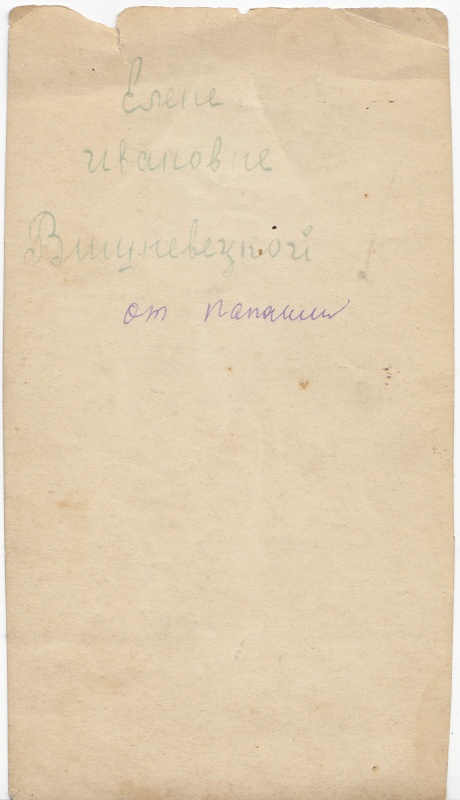 Елене
ивановне
Вишневецкой
от папаши